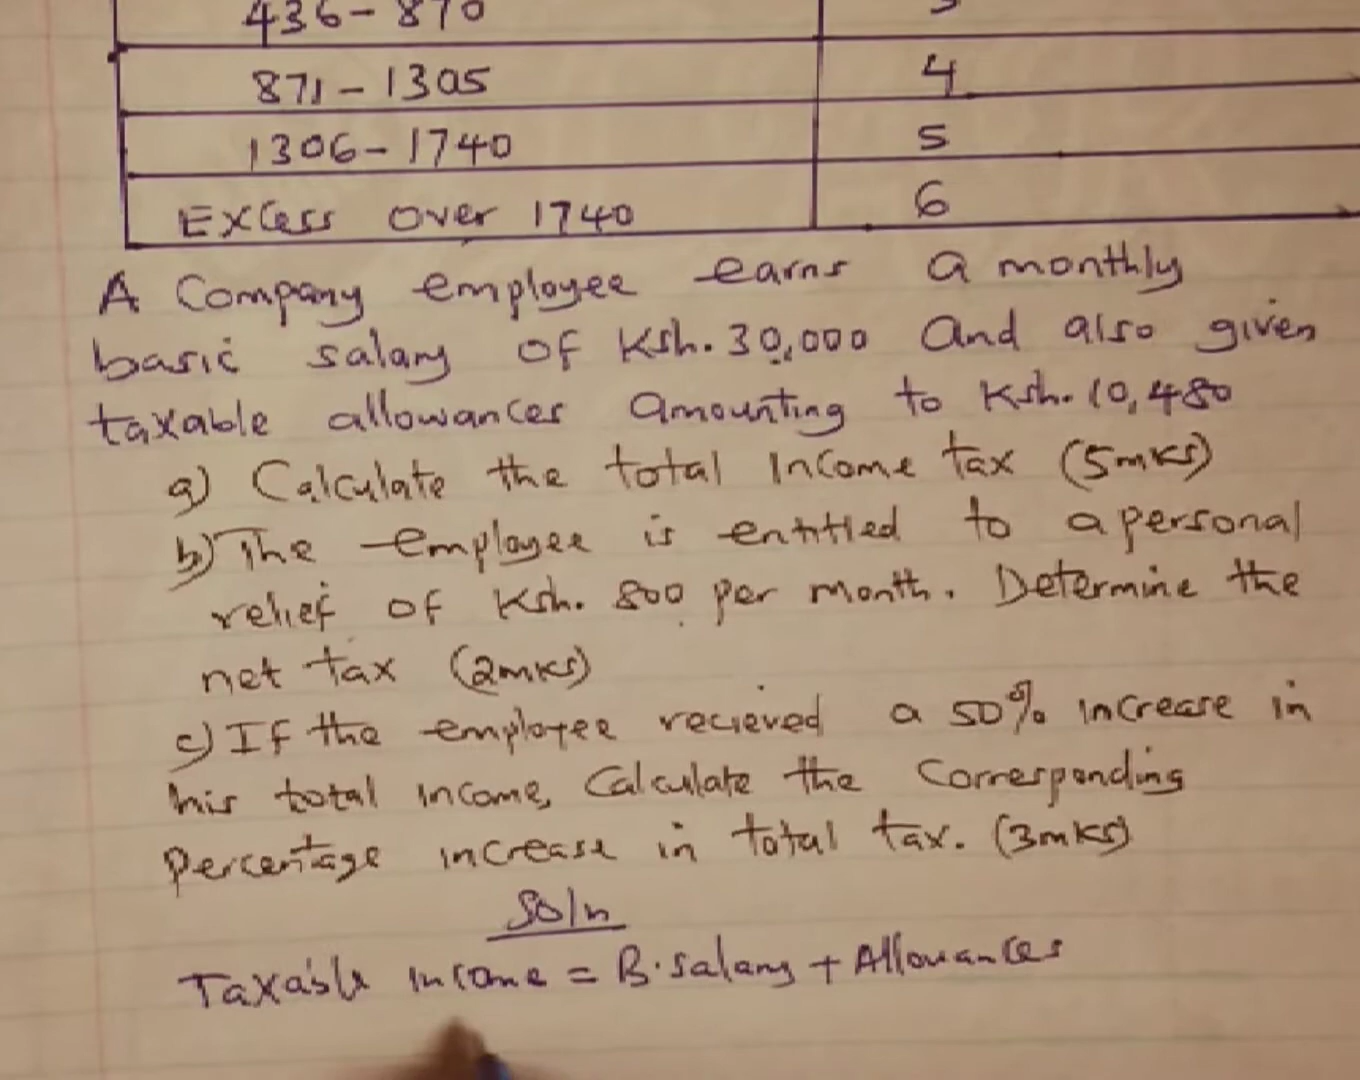 436-870 3
871-1305 4
1306-1740 5
Excess over 1740 6
A Company employee earns a monthly
basic salary of Ksh. 30,000 and also given
taxable allowances amounting to Ksh. 10,480
a) Calculate the total income tax (5mks)
b) The employee is entitled to a personal
relief of Ksh. 800 per month. Determine the
net tax (2mks)
c) If the employee recieved a 50% increase in
his total income, Calculate the Corresponding
Percentage increase in total tax. (3mks)
Soln
Taxable income = B.salary + Allowances